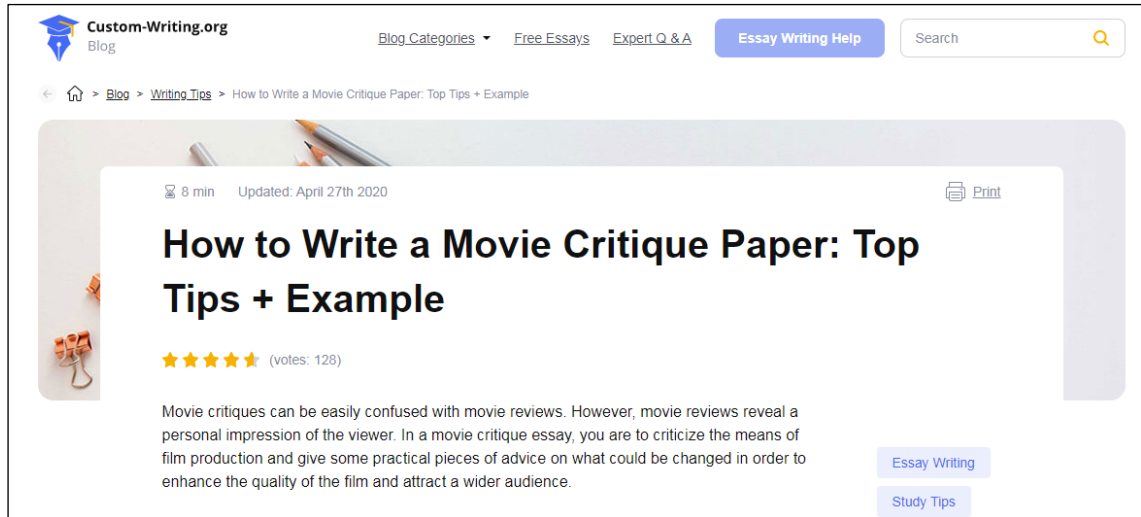 Custom-Writing.org
Blog
Blog Categories
Free Essays
Expert Q & A
Essay Writing Help
Search
> Blog > Writing Tips > How to Write a Movie Critique Paper: Top Tips + Example
8 min
Updated: April 27th 2020
Print
How to Write a Movie Critique Paper: Top
Tips + Example
(votes: 128)
Movie critiques can be easily confused with movie reviews. However, movie reviews reveal a
personal impression of the viewer. In a movie critique essay, you are to criticize the means of
film production and give some practical pieces of advice on what could be changed in order to
enhance the quality of the film and attract a wider audience.
Essay Writing
Study Tips